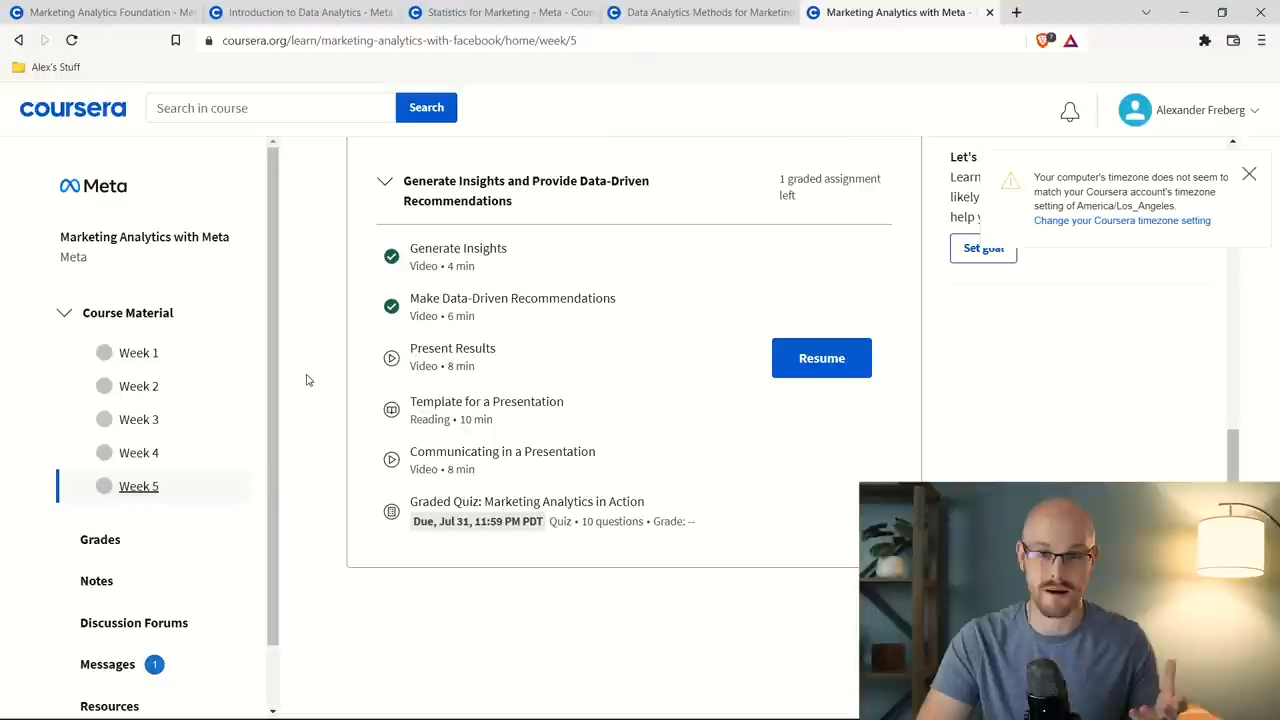 Marketing Analytics Foundation - Me
Introduction to Data Analytics - Meta
Statistics for Marketing - Meta - Cour
Data Analytics Methods for Marketing
Marketing Analytics with Meta -
coursera.org/learn/marketing-analytics-with-facebook/home/week/5
7
Alex's Stuff
coursera
Search in course
Search
Alexander Freberg
Meta
Marketing Analytics with Meta
Meta
Course Material
Week 1
Week 2
Week 3
Week 4
Week 5
Grades
Notes
Discussion Forums
Messages 1
Resources
Generate Insights and Provide Data-Driven
Recommendations
1 graded assignment
left
Generate Insights
Video • 4 min
Make Data-Driven Recommendations
Video • 6 min
Present Results
Video • 8 min
Resume
Template for a Presentation
Reading • 10 min
Communicating in a Presentation
Video • 8 min
Graded Quiz: Marketing Analytics in Action
Due, Jul 31, 11:59 PM PDT Quiz • 10 questions • Grade: --
Let's
Learn
likely
help y
Set goal
Your computer's timezone does not seem to
match your Coursera account's timezone
setting of America/Los_Angeles.
Change your Coursera timezone setting